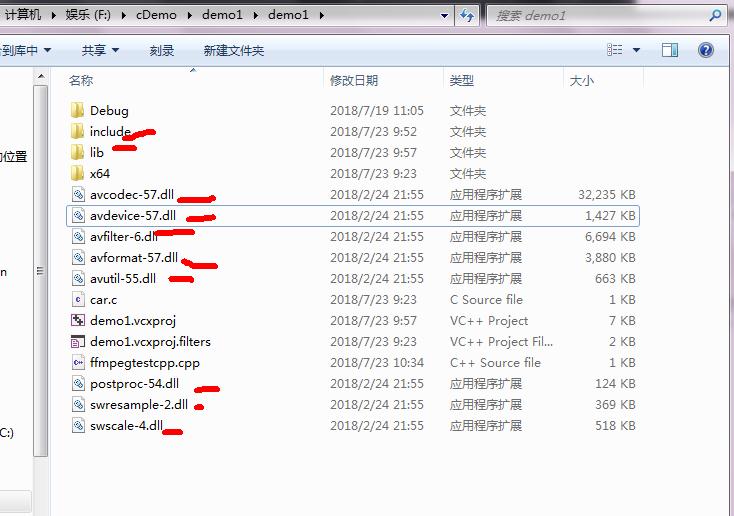 计算机 ▸ 娱乐 (F:) ▸ cDemo ▸ demo1 ▸ demo1 ▸ 搜索 demo1
到库中 共享 刻录 新建文件夹
名称 修改日期 类型 大小
Debug 2018/7/19 11:05 文件夹
include 2018/7/23 9:52 文件夹
lib 2018/7/23 9:57 文件夹
的位置
x64 2018/7/23 9:23 文件夹
avcodec-57.dll 2018/2/24 21:55 应用程序扩展 32,235 KB
avdevice-57.dll 2018/2/24 21:55 应用程序扩展 1,427 KB
avfilter-6.dll 2018/2/24 21:55 应用程序扩展 6,694 KB
avformat-57.dll 2018/2/24 21:55 应用程序扩展 3,880 KB
n
avutil-55.dll 2018/2/24 21:55 应用程序扩展 663 KB
car.c 2018/7/23 9:23 C Source file 1 KB
demo1.vcxproj 2018/7/23 9:57 VC++ Project 7 KB
demo1.vcxproj.filters 2018/7/23 9:23 VC++ Project Fil... 2 KB
ffmpegtestcpp.cpp 2018/7/23 10:34 C++ Source file 1 KB
postproc-54.dll 2018/2/24 21:55 应用程序扩展 124 KB
swresample-2.dll 2018/2/24 21:55 应用程序扩展 369 KB
swscale-4.dll 2018/2/24 21:55 应用程序扩展 518 KB
C:)